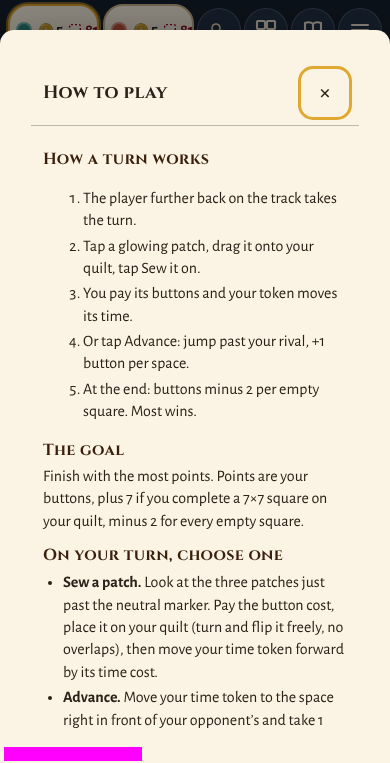 How to play
×
How a turn works
1. The player further back on the track takes
the turn.
2. Tap a glowing patch, drag it onto your
quilt, tap Sew it on.
3. You pay its buttons and your token moves
its time.
4. Or tap Advance: jump past your rival, +1
button per space.
5. At the end: buttons minus 2 per empty
square. Most wins.
The goal
Finish with the most points. Points are your
buttons, plus 7 if you complete a 7×7 square on
your quilt, minus 2 for every empty square.
On your turn, choose one
• Sew a patch. Look at the three patches just
past the neutral marker. Pay the button cost,
place it on your quilt (turn and flip it freely, no
overlaps), then move your time token forward
by its time cost.
• Advance. Move your time token to the space
right in front of your opponent's and take 1